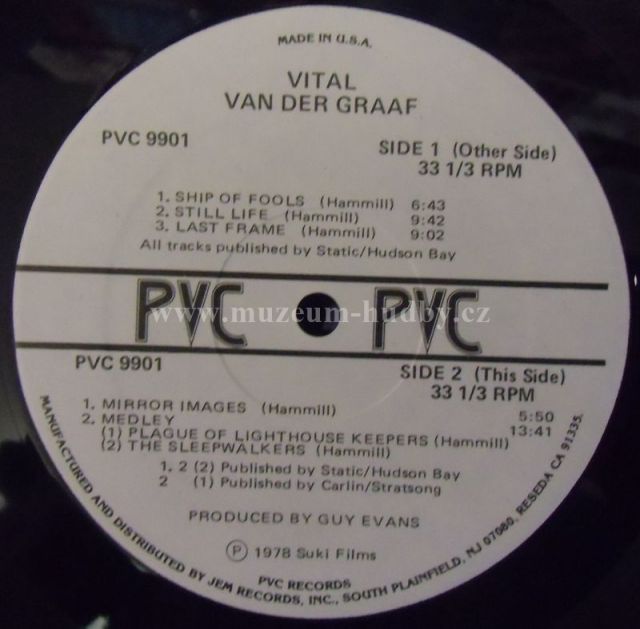 MADE IN U.S.A.
VITAL
VAN DER GRAAF
PVC 9901
SIDE 1 (Other Side)
33 1/3 RPM
1. SHIP OF FOOLS (Hammill) 6:43
2. STILL LIFE (Hammill) 9:42
3. LAST FRAME (Hammill) 9:02
All tracks published by Static/Hudson Bay
PVC PVC
www.muzeum-hudby.cz
PVC 9901
SIDE 2 (This Side)
33 1/3 RPM
1. MIRROR IMAGES (Hammill) 5:50
2. MEDLEY 13:41
(1) PLAGUE OF LIGHTHOUSE KEEPERS (Hammill)
(2) THE SLEEPWALKERS (Hammill)
1, 2 (2) Published by Static/Hudson Bay
2 (1) Published by Carlin/Stratsong
PRODUCED BY GUY EVANS
Ⓟ 1978 Suki Films
PVC RECORDS
MANUFACTURED AND DISTRIBUTED BY JEM RECORDS, INC., SOUTH PLAINFIELD, NJ 07080, RESEDA CA 91335.